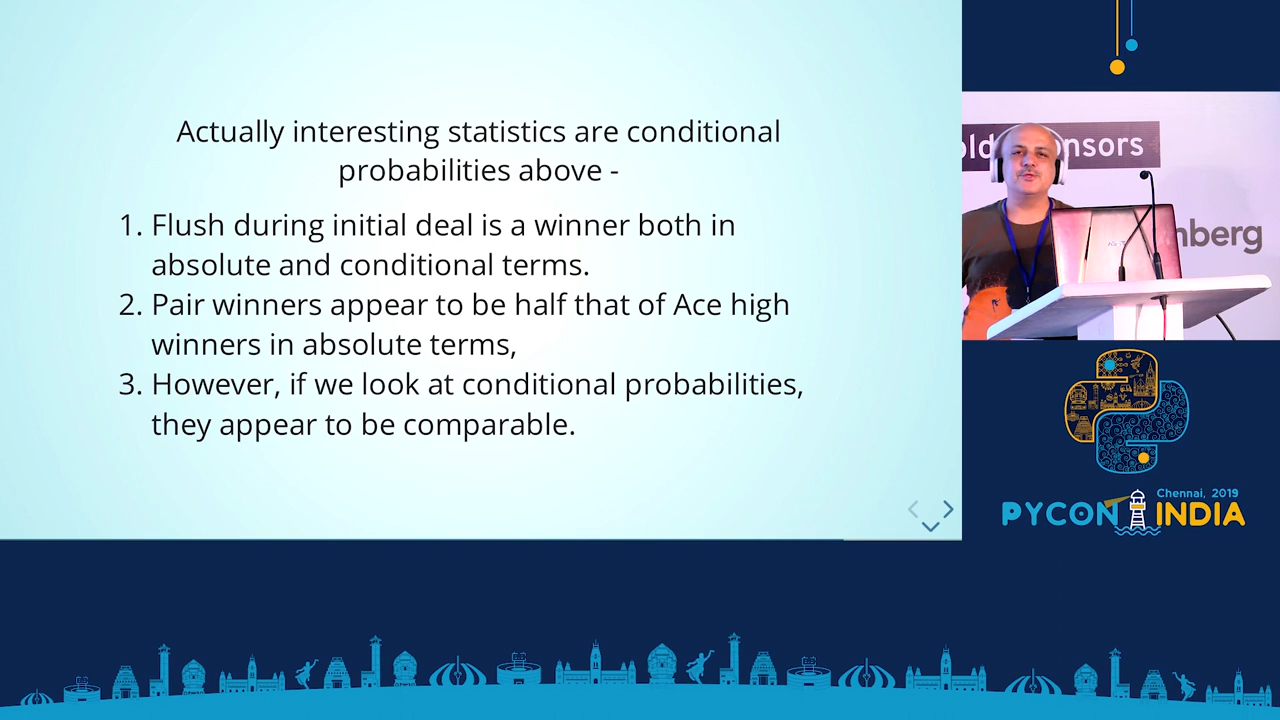 Actually interesting statistics are conditional
probabilities above -
1. Flush during initial deal is a winner both in
absolute and conditional terms.
2. Pair winners appear to be half that of Ace high
winners in absolute terms,
3. However, if we look at conditional probabilities,
they appear to be comparable.
old sponsors
mberg
Chennai, 2019
PYCON INDIA